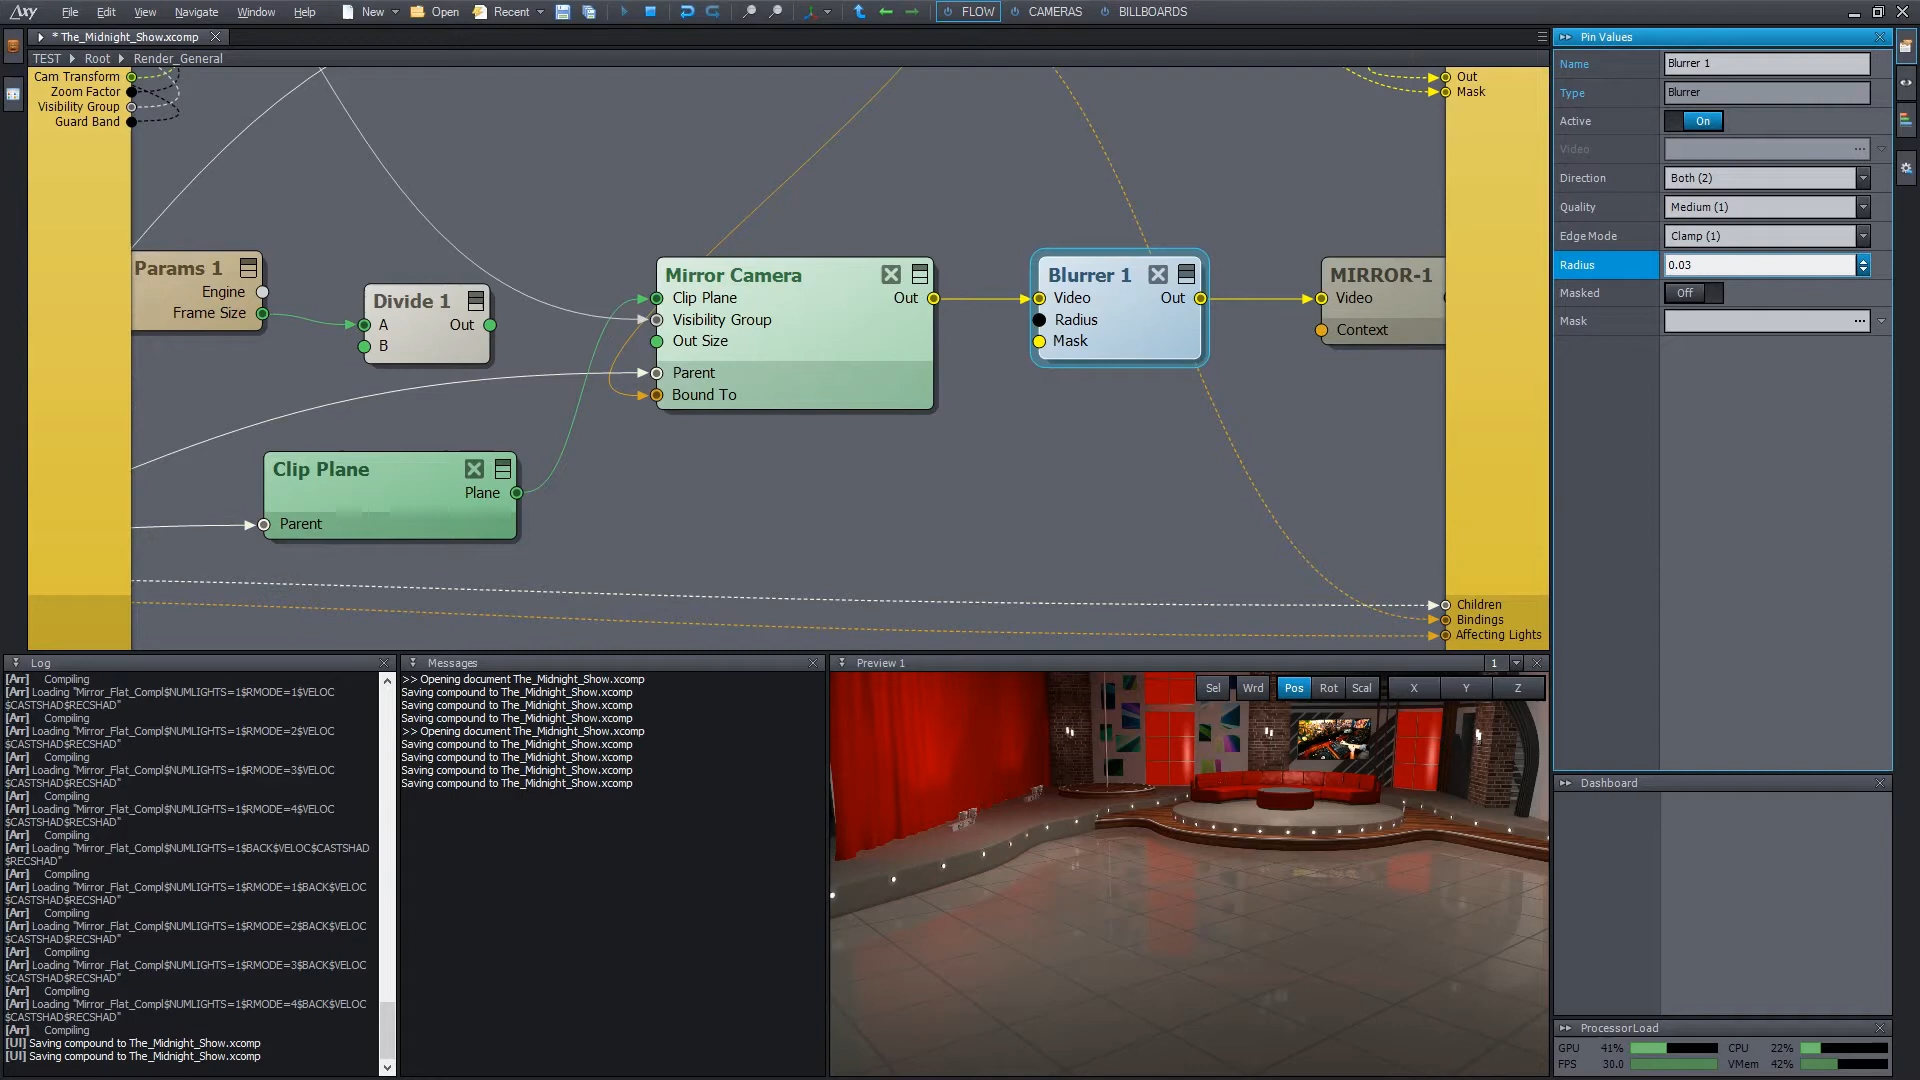 Axy File Edit View Navigate Window Help New Open Recent FLOW CAMERAS BILLBOARDS
* The_Midnight_Show.xcomp
TEST Root Render_General
Cam Transform
Zoom Factor
Visibility Group
Guard Band
Out
Mask
Params 1
Engine
Frame Size
Divide 1
A Out
B
Mirror Camera
Clip Plane Out
Visibility Group
Out Size
Parent
Bound To
Blurrer 1
Video Out
Radius
Mask
MIRROR-1
Video
Context
Clip Plane
Plane
Parent
Children
Bindings
Affecting Lights
Pin Values
Name Blurrer 1
Type Blurrer
Active On
Video ...
Direction Both (2)
Quality Medium (1)
Edge Mode Clamp (1)
Radius 0.03
Masked Off
Mask ...
Log
[Arr] Compiling
[Arr] Loading "Mirror_Flat_Compl$NUMLIGHTS=1$RMODE=1$VELOC
$CASTSHAD$RECSHAD"
[Arr] Compiling
[Arr] Loading "Mirror_Flat_Compl$NUMLIGHTS=1$RMODE=2$VELOC
$CASTSHAD$RECSHAD"
[Arr] Compiling
[Arr] Loading "Mirror_Flat_Compl$NUMLIGHTS=1$RMODE=3$VELOC
$CASTSHAD$RECSHAD"
[Arr] Compiling
[Arr] Loading "Mirror_Flat_Compl$NUMLIGHTS=1$RMODE=4$VELOC
$CASTSHAD$RECSHAD"
[Arr] Compiling
[Arr] Loading "Mirror_Flat_Compl$NUMLIGHTS=1$BACK$VELOC$CASTSHAD
$RECSHAD"
[Arr] Compiling
[Arr] Loading "Mirror_Flat_Compl$NUMLIGHTS=1$RMODE=1$BACK$VELOC
$CASTSHAD$RECSHAD"
[Arr] Compiling
[Arr] Loading "Mirror_Flat_Compl$NUMLIGHTS=1$RMODE=2$BACK$VELOC
$CASTSHAD$RECSHAD"
[Arr] Compiling
[Arr] Loading "Mirror_Flat_Compl$NUMLIGHTS=1$RMODE=3$BACK$VELOC
$CASTSHAD$RECSHAD"
[Arr] Compiling
[Arr] Loading "Mirror_Flat_Compl$NUMLIGHTS=1$RMODE=4$BACK$VELOC
$CASTSHAD$RECSHAD"
[Arr] Compiling
[UI] Saving compound to The_Midnight_Show.xcomp
[UI] Saving compound to The_Midnight_Show.xcomp
Messages
>> Opening document The_Midnight_Show.xcomp
Saving compound to The_Midnight_Show.xcomp
Saving compound to The_Midnight_Show.xcomp
Saving compound to The_Midnight_Show.xcomp
>> Opening document The_Midnight_Show.xcomp
Saving compound to The_Midnight_Show.xcomp
Saving compound to The_Midnight_Show.xcomp
Saving compound to The_Midnight_Show.xcomp
Saving compound to The_Midnight_Show.xcomp
Preview 1 1
Sel Wrd Pos Rot Scal X Y Z
Dashboard
ProcessorLoad
GPU 41% CPU 22%
FPS 30.0 VMem 42%